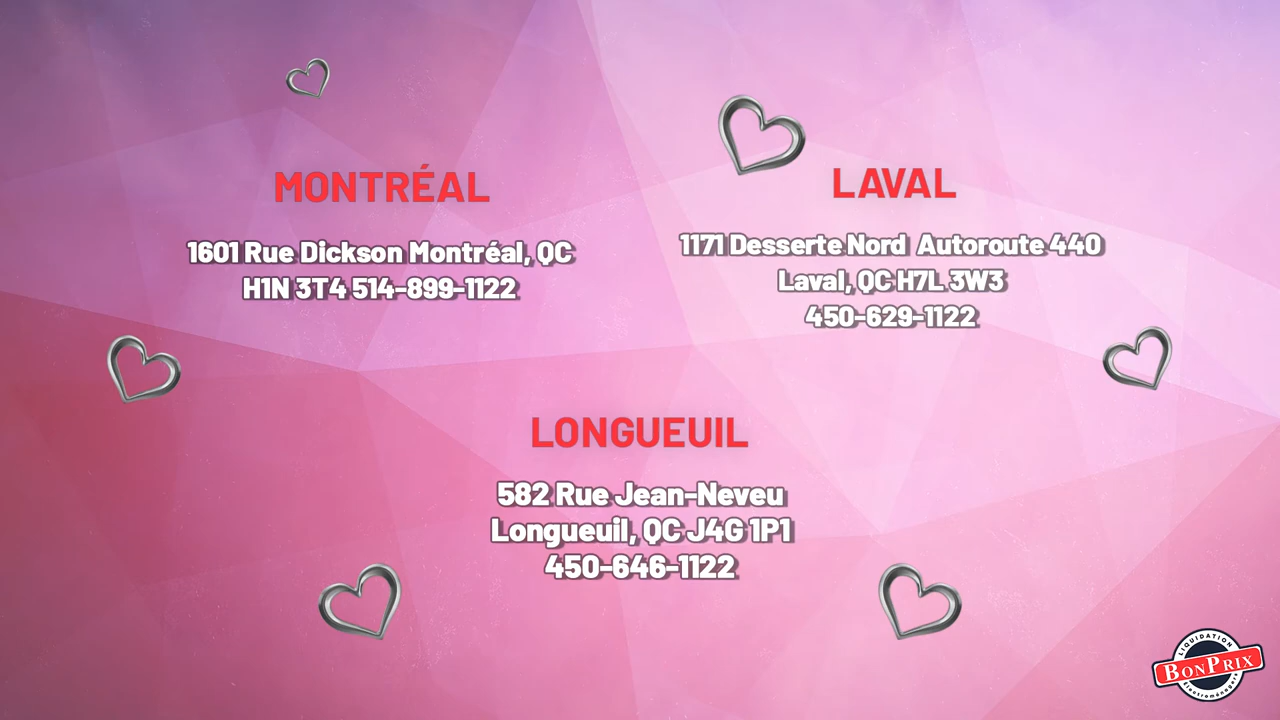 MONTRÉAL
1601 Rue Dickson Montréal, QC
H1N 3T4 514-899-1122
LAVAL
1171 Desserte Nord  Autoroute 440
Laval, QC H7L 3W3
450-629-1122
LONGUEUIL
582 Rue Jean-Neveu
Longueuil, QC J4G 1P1
450-646-1122
LIQUIDATION
BONPRIX
Électroménagers